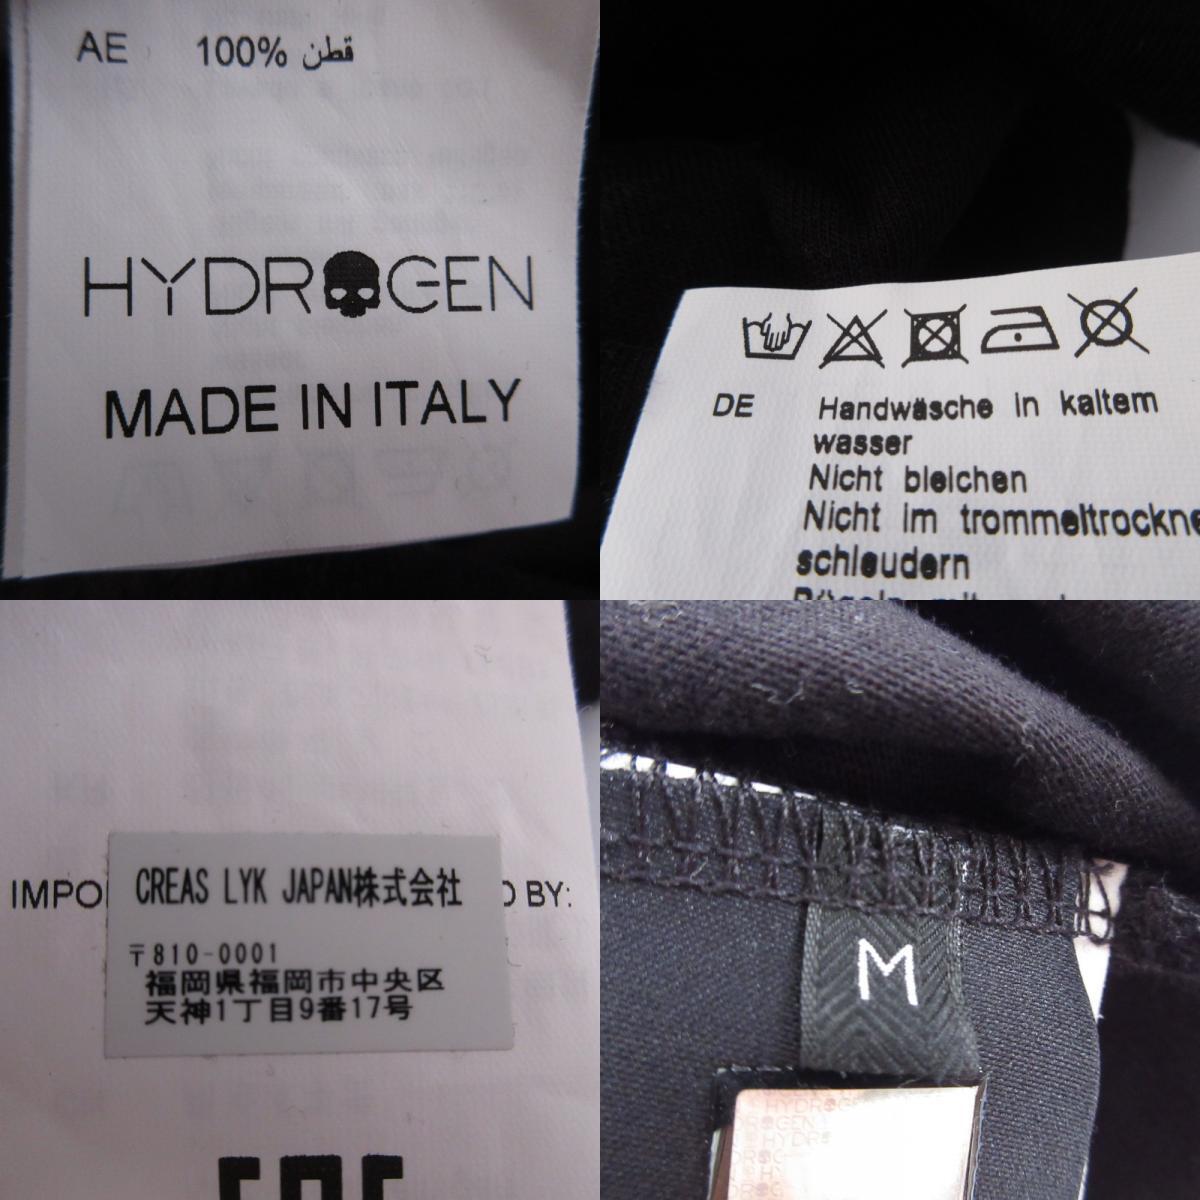 AE 100% قطن
HYDROGEN
MADE IN ITALY
DE Handwäsche in kaltem
wasser
Nicht bleichen
Nicht im trommeltrockne
schleudern
IMPO D BY:
CREAS LYK JAPAN株式会社
〒810-0001
福岡県福岡市中央区
天神1丁目9番17号
M
HYDROGEN